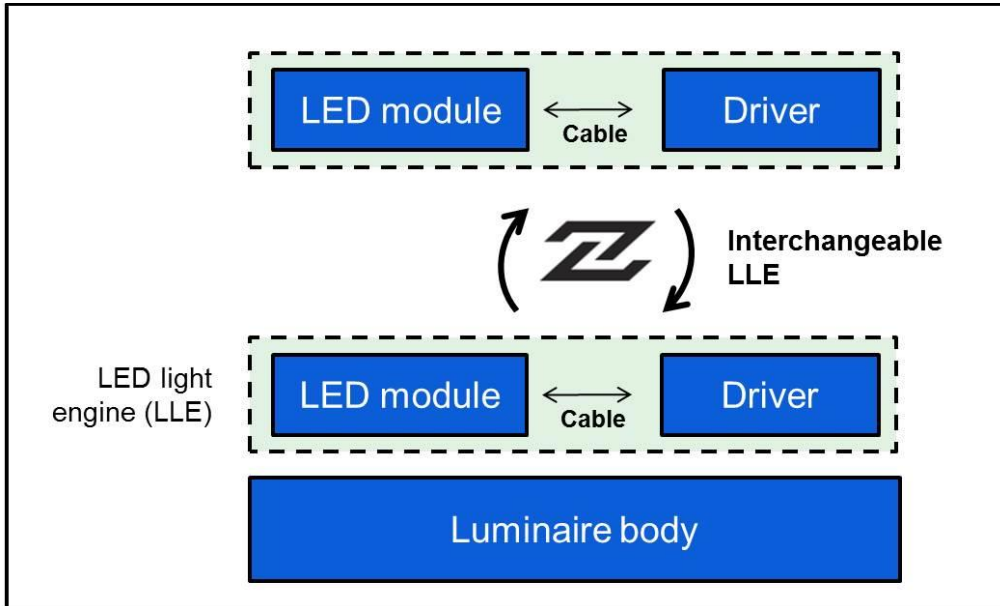 LED module
Cable
Driver
Interchangeable
LLE
LED light
engine (LLE)
LED module
Cable
Driver
Luminaire body